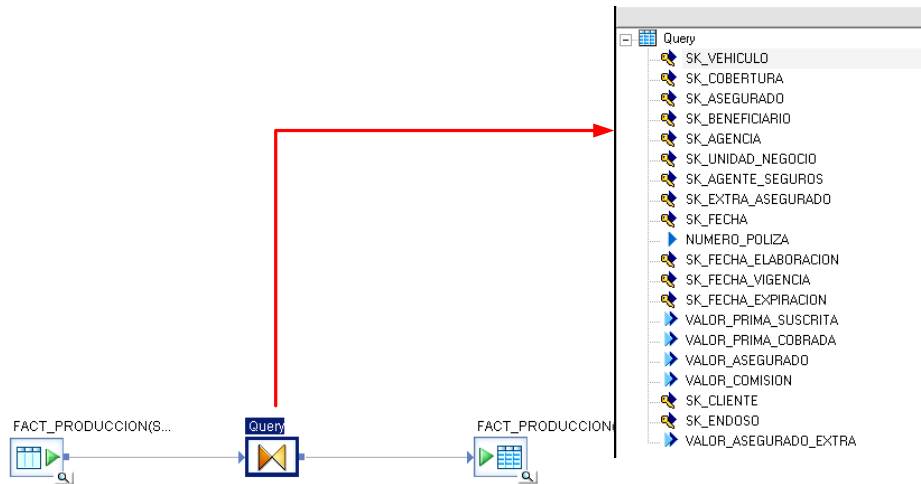 Query
SK_VEHICULO
SK_COBERTURA
SK_ASEGURADO
SK_BENEFICIARIO
SK_AGENCIA
SK_UNIDAD_NEGOCIO
SK_AGENTE_SEGUROS
SK_EXTRA_ASEGURADO
SK_FECHA
NUMERO_POLIZA
SK_FECHA_ELABORACION
SK_FECHA_VIGENCIA
SK_FECHA_EXPIRACION
VALOR_PRIMA_SUSCRITA
VALOR_PRIMA_COBRADA
VALOR_ASEGURADO
VALOR_COMISION
SK_CLIENTE
SK_ENDOSO
VALOR_ASEGURADO_EXTRA
FACT_PRODUCCION(S...
Query
FACT_PRODUCCION(